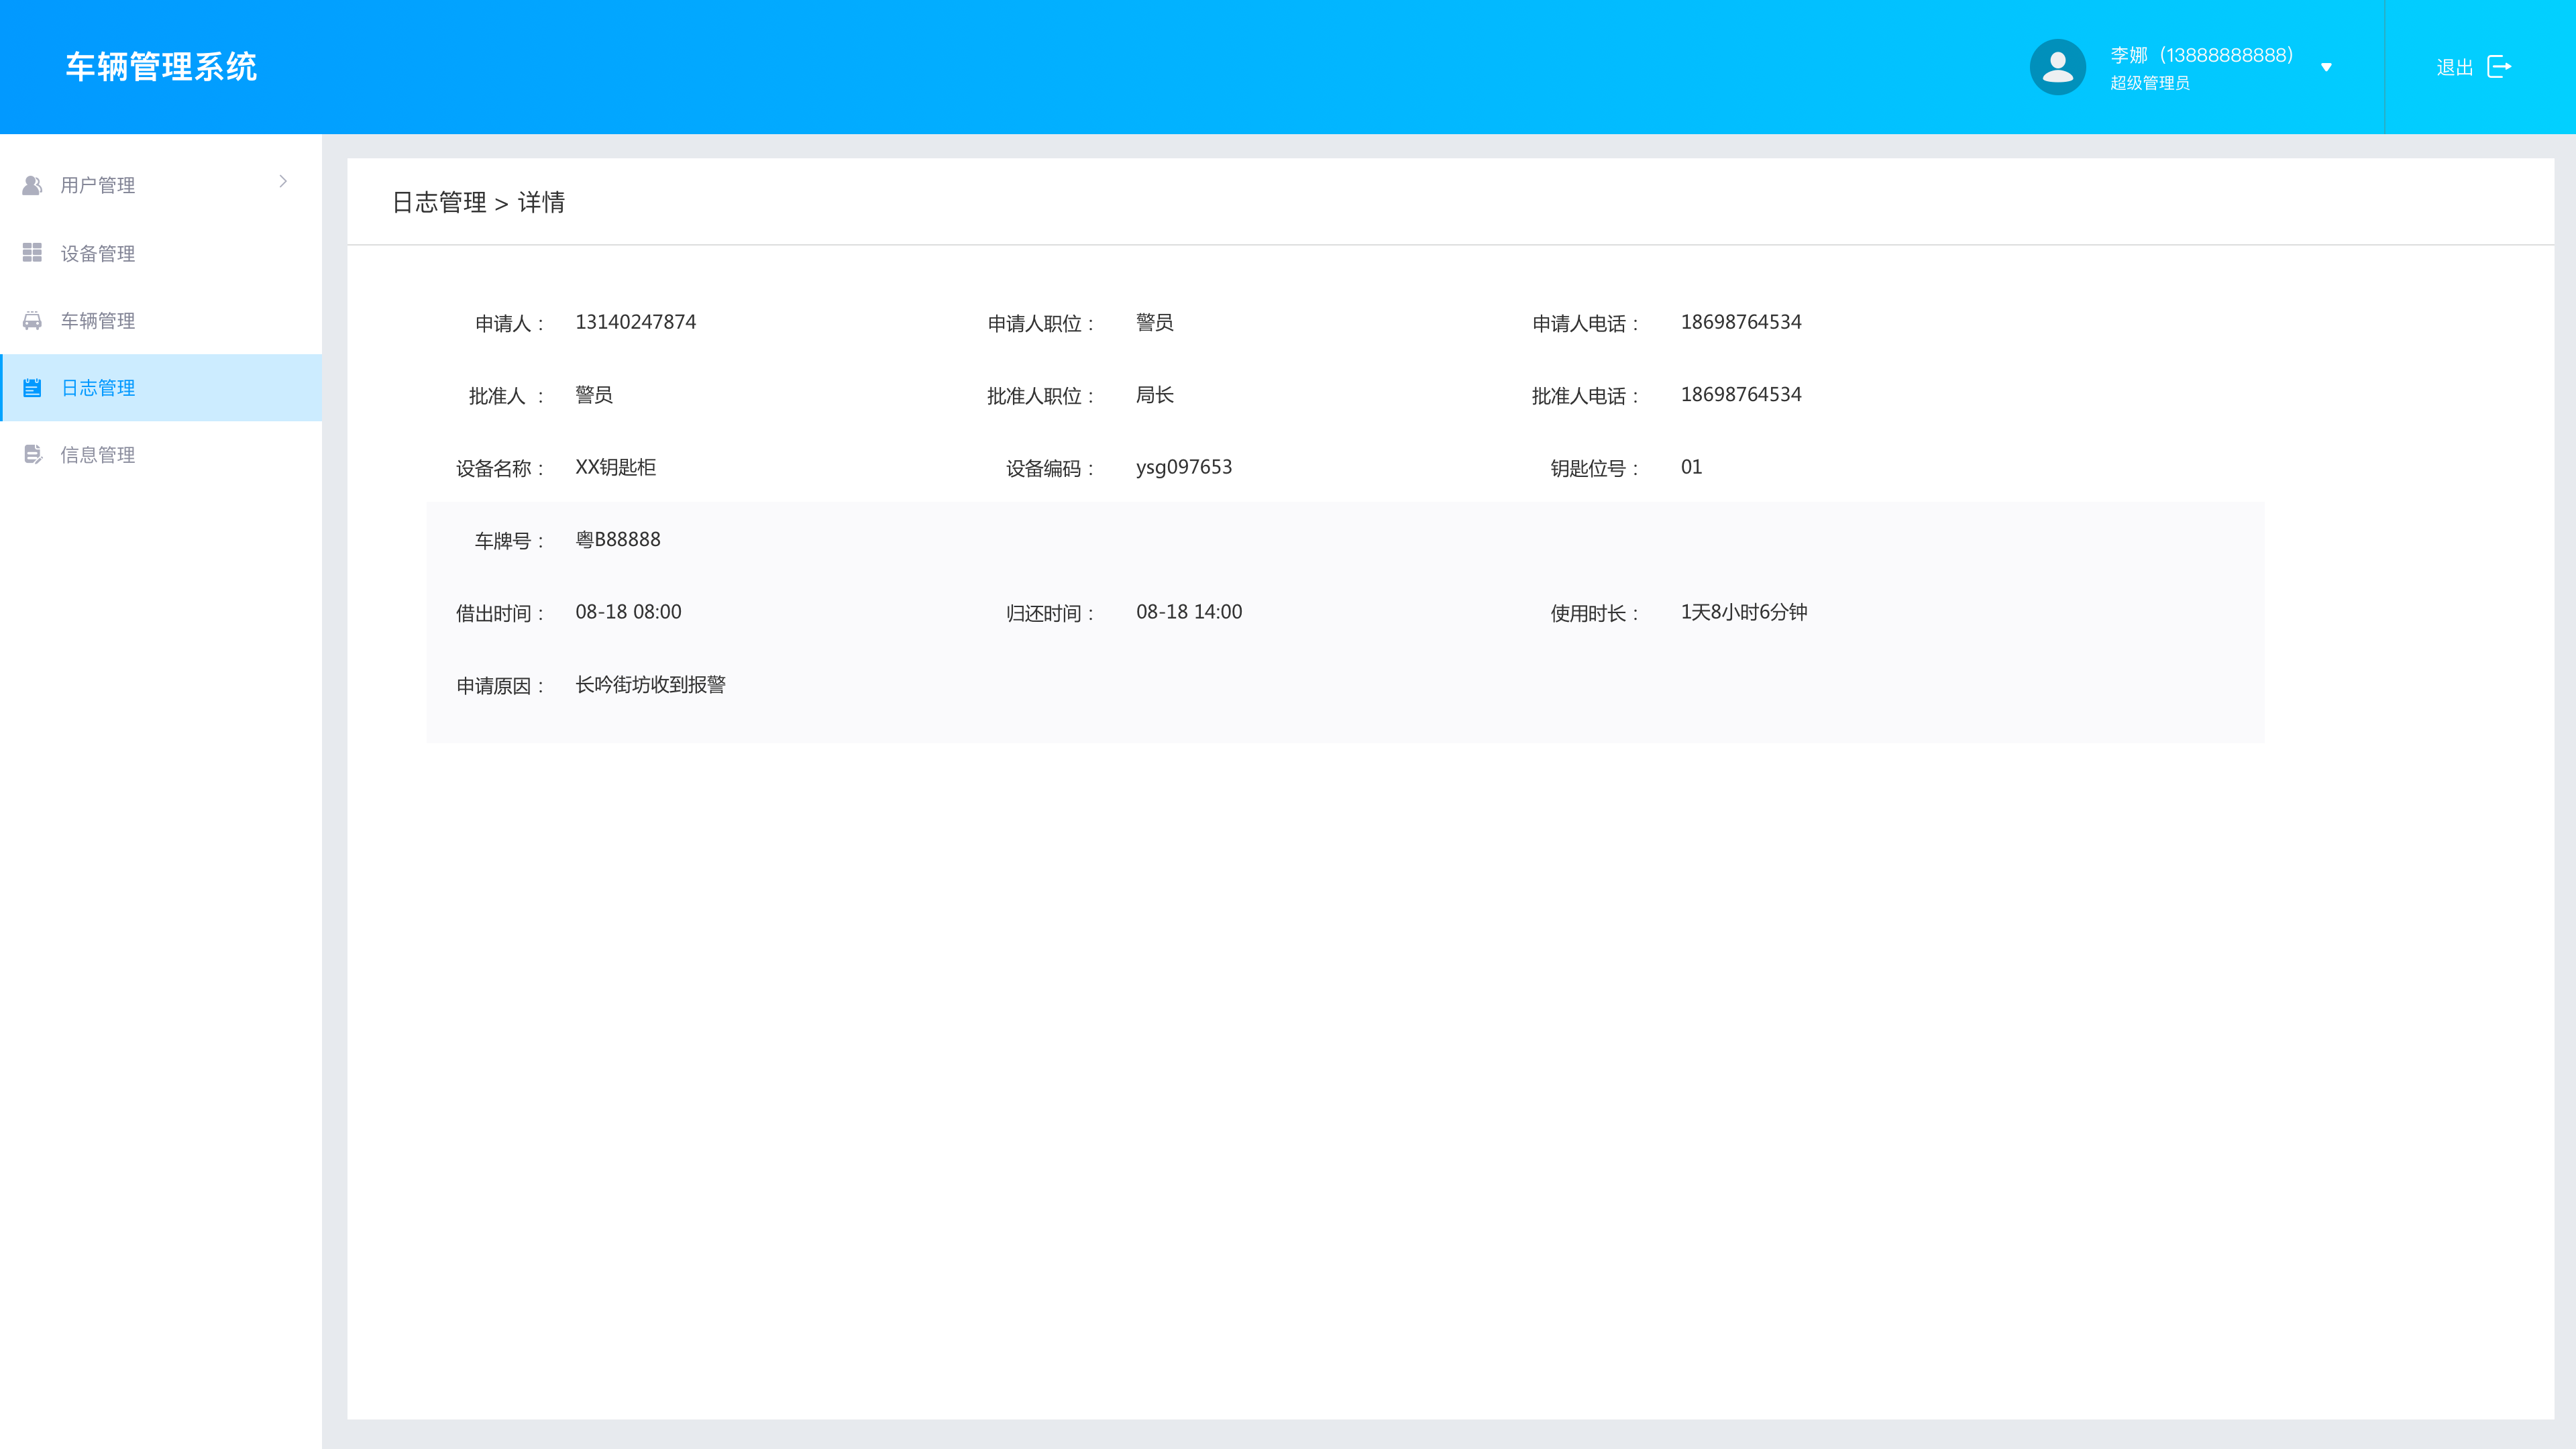 车辆管理系统
李娜（13888888888）
超级管理员
退出
用户管理
设备管理
车辆管理
日志管理
信息管理
日志管理 > 详情
申请人： 13140247874 申请人职位： 警员 申请人电话： 18698764534
批准人 ： 警员 批准人职位： 局长 批准人电话： 18698764534
设备名称： XX钥匙柜 设备编码： ysg097653 钥匙位号： 01
车牌号： 粤B88888
借出时间： 08-18 08:00 归还时间： 08-18 14:00 使用时长： 1天8小时6分钟
申请原因： 长吟街坊收到报警